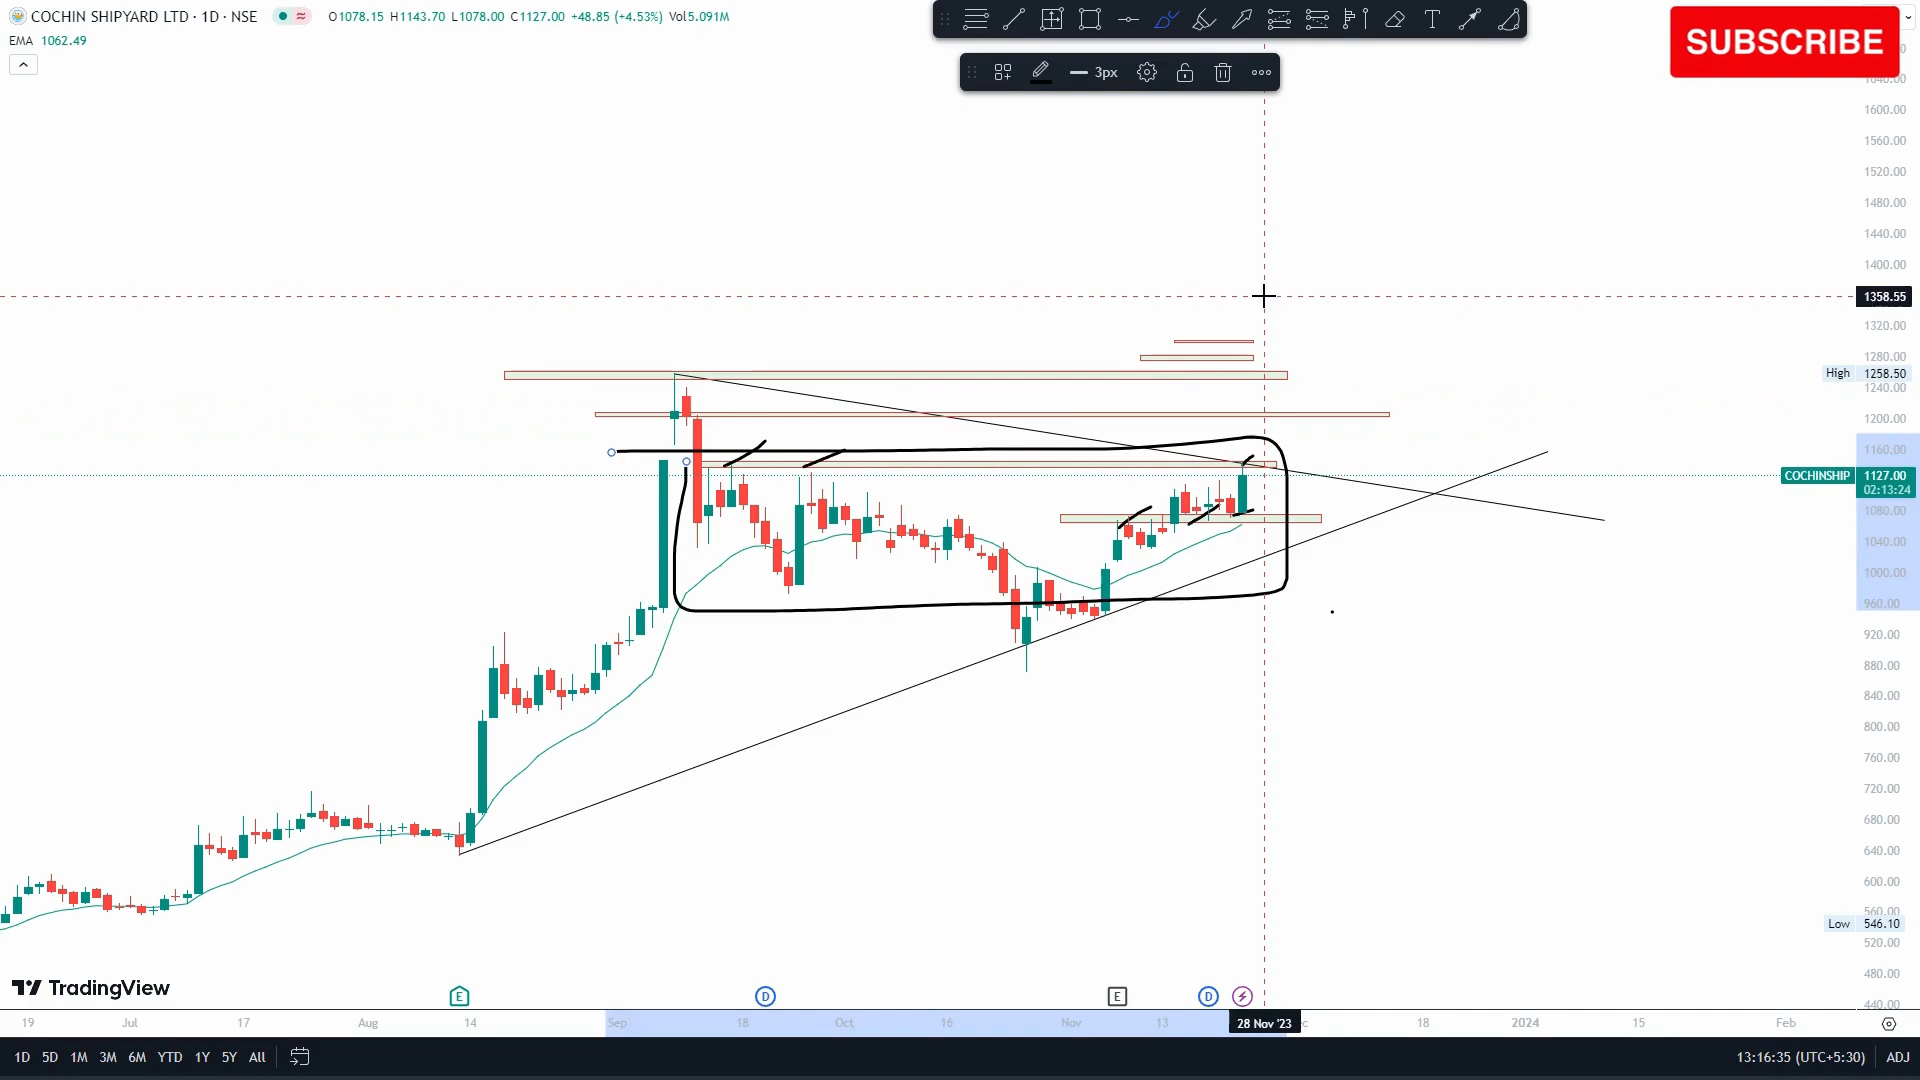 COCHIN SHIPYARD LTD · 1D · NSE O1078.15 H1143.70 L1078.00 C1127.00 +48.85 (+4.53%) Vol5.091M
EMA 1062.49
SUBSCRIBE
3px
1600.00
1560.00
1520.00
1480.00
1440.00
1400.00
1358.55
1320.00
1280.00
High 1258.50
1240.00
1200.00
1160.00
COCHINSHIP 1127.00
02:13:24
1080.00
1040.00
1000.00
960.00
920.00
880.00
840.00
800.00
760.00
720.00
680.00
640.00
600.00
560.00
Low 546.10
520.00
480.00
440.00
TradingView
E D E D
19 Jul 17 Aug 14 Sep 18 Oct 16 Nov 13 28 Nov '23 18 2024 15 Feb
1D 5D 1M 3M 6M YTD 1Y 5Y All 13:16:35 (UTC+5:30) ADJ